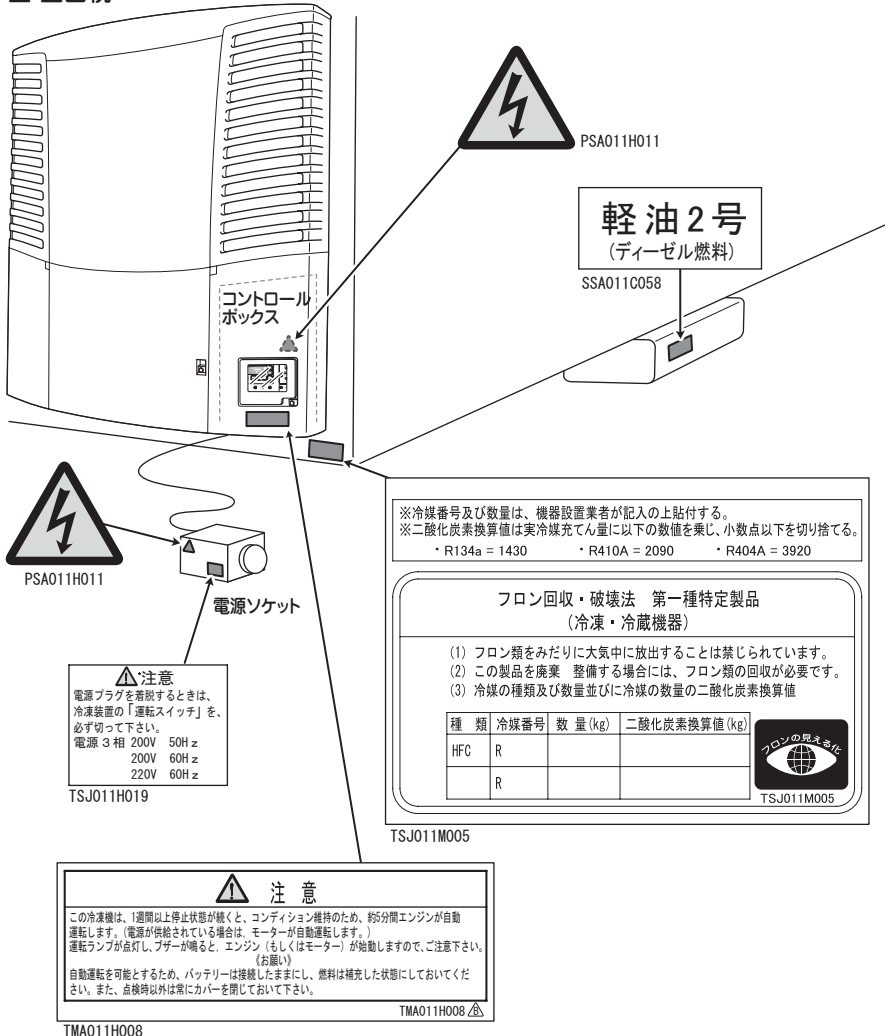 PSA011H011
軽油2号
(ディーゼル燃料)
SSA011C058
コントロール
ボックス
PSA011H011
電源ソケット
⚠注意
電源プラグを着脱するときは、
冷凍装置の「運転スイッチ」を、
必ず切って下さい。
電源3相 200V 50Hz
200V 60Hz
220V 60Hz
TSJ011H019
※冷媒番号及び数量は、機器設置業者が記入の上貼付する。
※二酸化炭素換算値は実冷媒充てん量に以下の数値を乗じ、小数点以下を切り捨てる。
・R134a = 1430 ・R410A = 2090 ・R404A = 3920
フロン回収・破壊法 第一種特定製品
(冷凍・冷蔵機器)
(1) フロン類をみだりに大気中に放出することは禁じられています。
(2) この製品を廃棄 整備する場合には、フロン類の回収が必要です。
(3) 冷媒の種類及び数量並びに冷媒の数量の二酸化炭素換算値
種 類 冷媒番号 数 量(kg) 二酸化炭素換算値(kg)
HFC R
R
フロンの見える化
TSJ011M005
TSJ011M005
⚠ 注 意
この冷凍機は、1週間以上停止状態が続くと、コンディション維持のため、約5分間エンジンが自動
運転します。(電源が供給されている場合は、モーターが自動運転します。)
運転ランプが点灯し、ブザーが鳴ると、エンジン(もしくはモーター)が始動しますので、ご注意下さい。
《お願い》
自動運転を可能とするため、バッテリーは接続したままにし、燃料は補充した状態にしておいてくだ
さい。また、点検時以外は常にカバーを閉じておいて下さい。
TMA011H008 B
TMA011H008